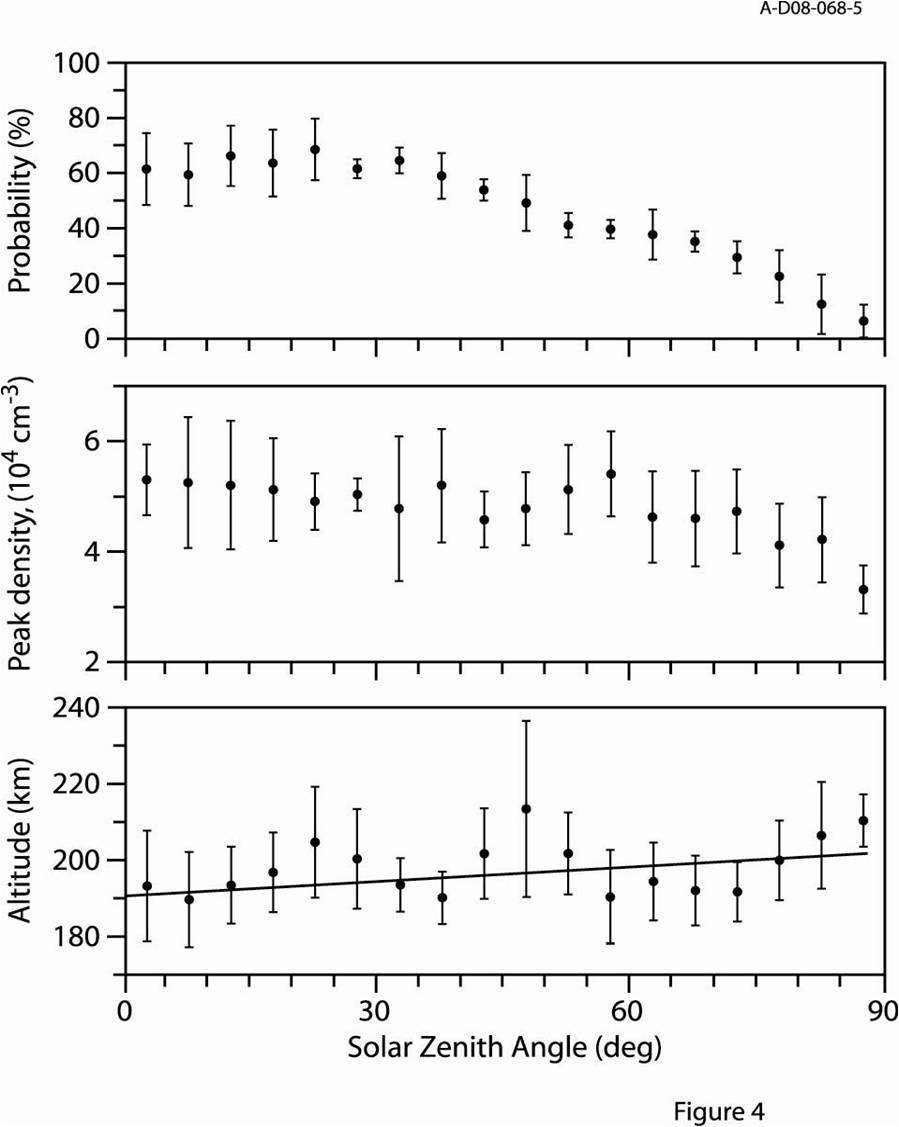 A-D08-068-5
100
80
60
40
20
0
Probability (%)
6
4
2
Peak density, (10⁴ cm⁻³)
240
220
200
180
Altitude (km)
0 30 60 90
Solar Zenith Angle (deg)
Figure 4